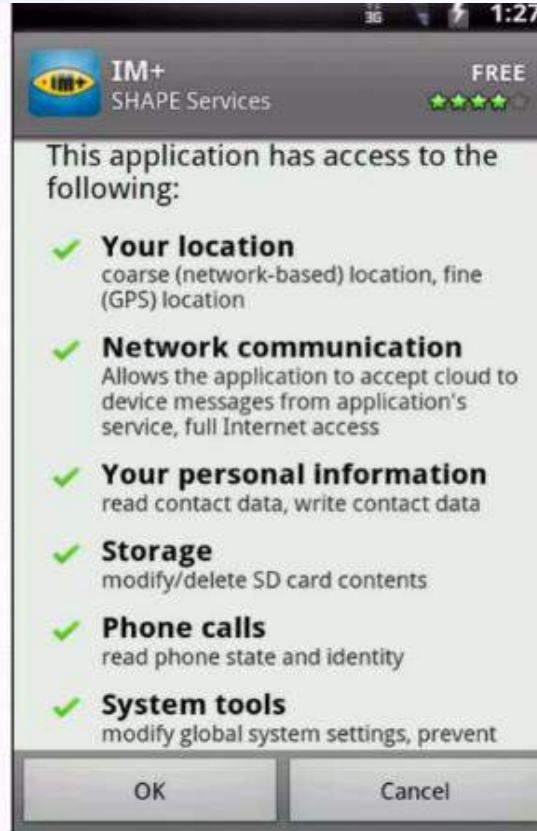 3G 1:27
IM+
FREE
SHAPE Services
IM+
This application has access to the
following:
Your location
coarse (network-based) location, fine
(GPS) location
Network communication
Allows the application to accept cloud to
device messages from application's
service, full Internet access
Your personal information
read contact data, write contact data
Storage
modify/delete SD card contents
Phone calls
read phone state and identity
System tools
modify global system settings, prevent
OK
Cancel